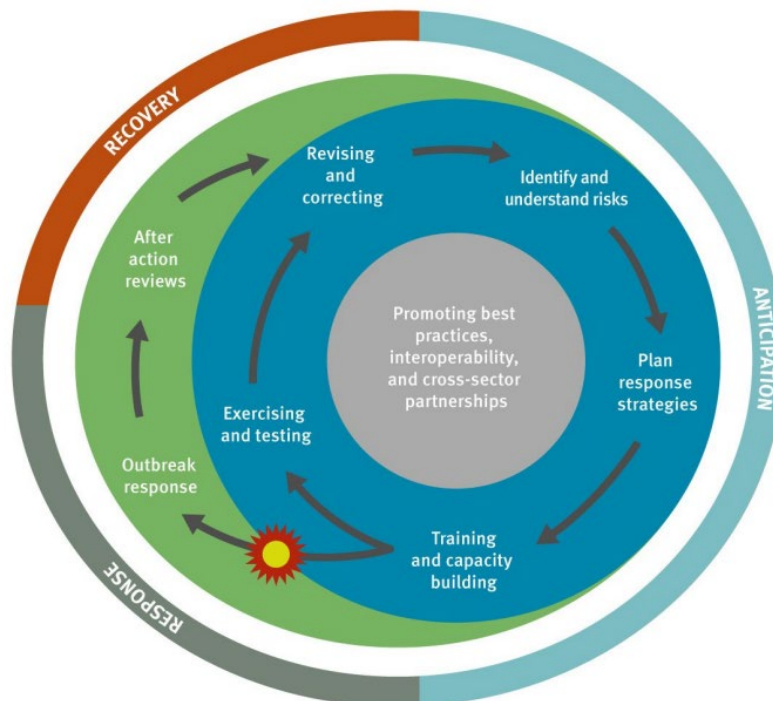 RECOVERY
ANTICIPATION
RESPONSE
Revising
and
correcting
Identify and
understand risks
After
action
reviews
Promoting best
practices,
interoperability,
and cross-sector
partnerships
Plan
response
strategies
Exercising
and testing
Outbreak
response
Training
and capacity
building